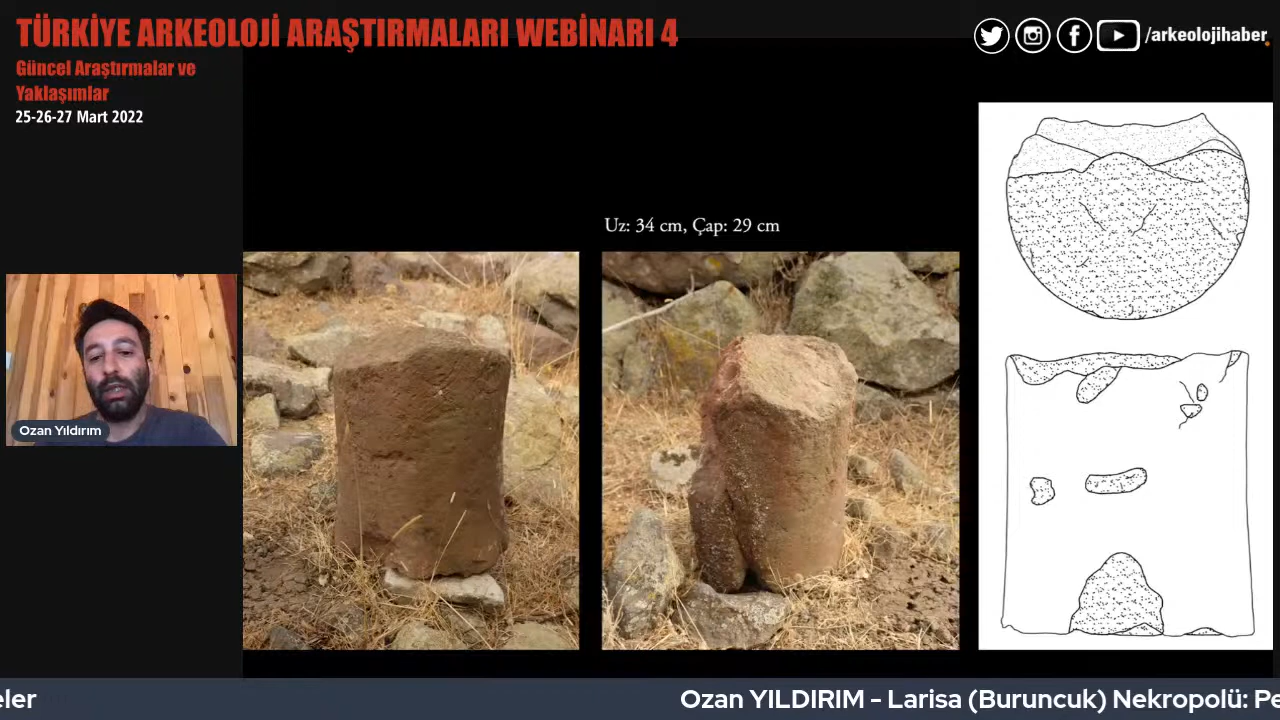 TÜRKİYE ARKEOLOJİ ARAŞTIRMALARI WEBİNARI 4
/arkeolojihaber
Güncel Araştırmalar ve
Yaklaşımlar
25-26-27 Mart 2022
Uz: 34 cm, Çap: 29 cm
Ozan Yıldırım
eler
Ozan YILDIRIM - Larisa (Buruncuk) Nekropolü: Pe